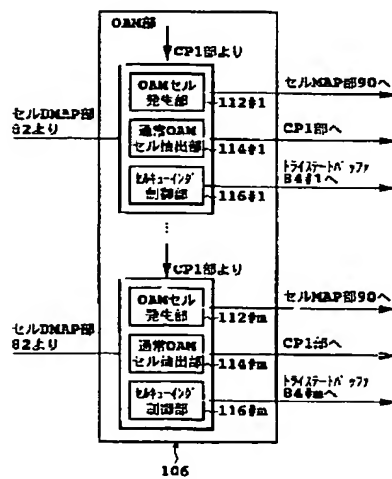 OAM部
CP1部より
OAMセル
発生部
112#1
セルMAP部90へ
セルDMAP部
82より
通常OAM
セル抽出部
114#1
CP1部へ
セルキューイング
制御部
116#1
トライステートバッファ
84#1へ
⋮
CP1部より
OAMセル
発生部
112#m
セルMAP部90へ
セルDMAP部
82より
通常OAM
セル抽出部
114#m
CP1部へ
セルキューイング
制御部
116#m
トライステートバッファ
84#mへ
106